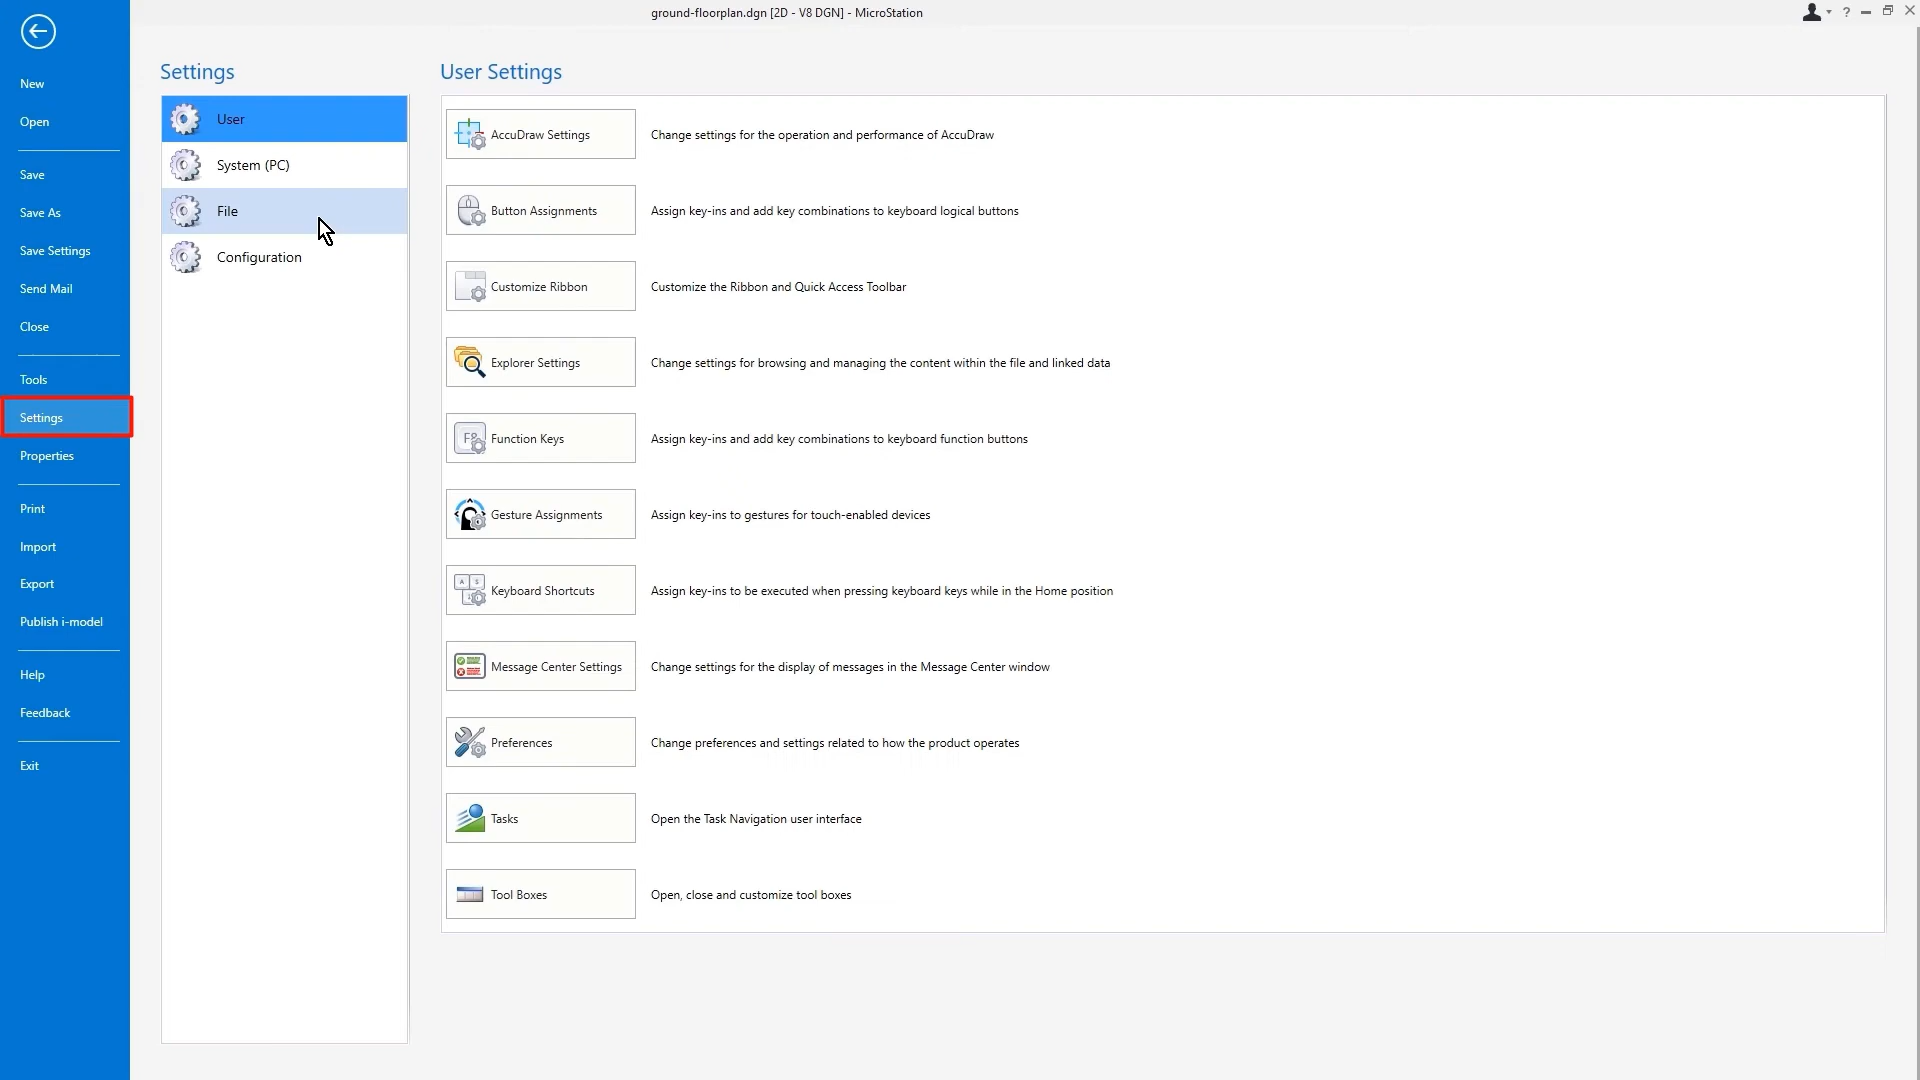 ground-floorplan.dgn [2D - V8 DGN] - MicroStation
?
New
Open
Save
Save As
Save Settings
Send Mail
Close
Tools
Settings
Properties
Print
Import
Export
Publish i-model
Help
Feedback
Exit
Settings
User
System (PC)
File
Configuration
User Settings
AccuDraw Settings Change settings for the operation and performance of AccuDraw
Button Assignments Assign key-ins and add key combinations to keyboard logical buttons
Customize Ribbon Customize the Ribbon and Quick Access Toolbar
Explorer Settings Change settings for browsing and managing the content within the file and linked data
F8 Function Keys Assign key-ins and add key combinations to keyboard function buttons
Gesture Assignments Assign key-ins to gestures for touch-enabled devices
A S Keyboard Shortcuts Assign key-ins to be executed when pressing keyboard keys while in the Home position
Message Center Settings Change settings for the display of messages in the Message Center window
Preferences Change preferences and settings related to how the product operates
Tasks Open the Task Navigation user interface
Tool Boxes Open, close and customize tool boxes